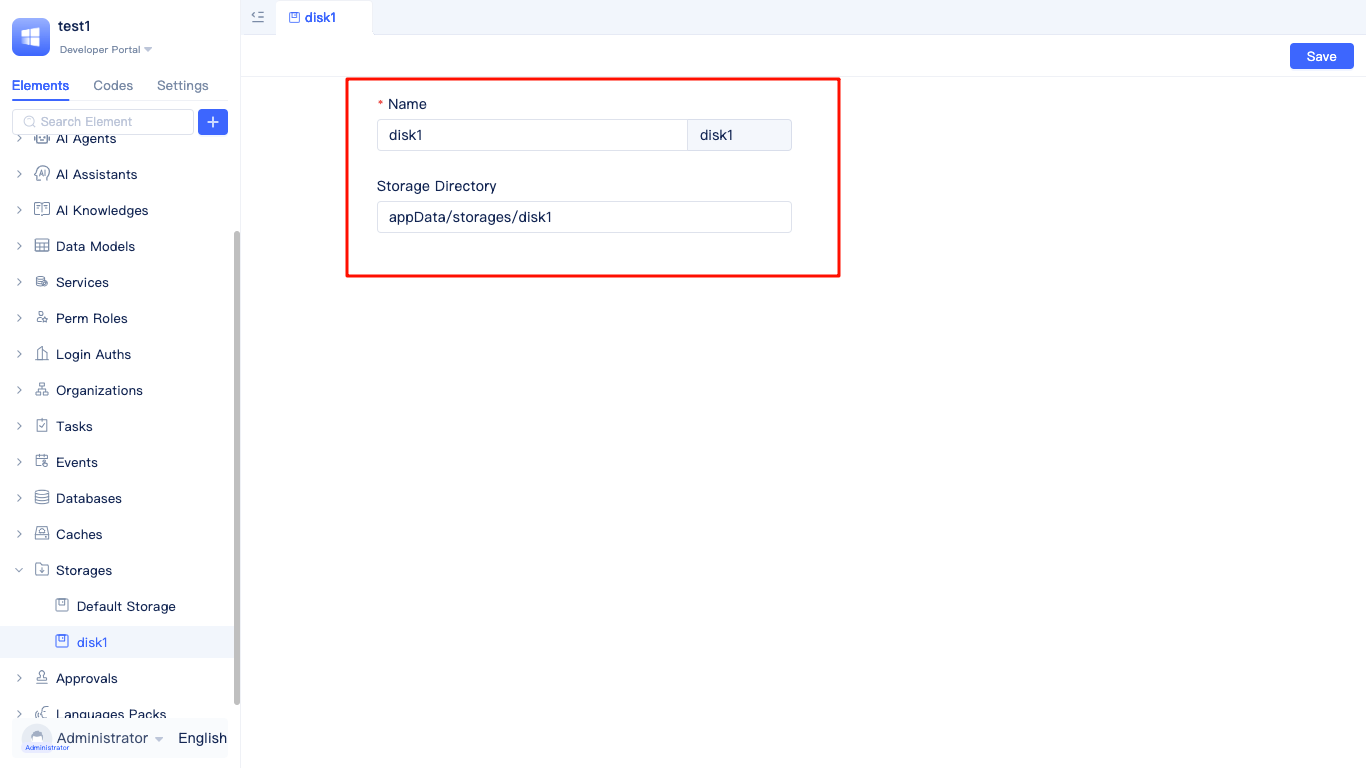 test1
Developer Portal
Elements Codes Settings
Search Element
AI Agents
AI Assistants
AI Knowledges
Data Models
Services
Perm Roles
Login Auths
Organizations
Tasks
Events
Databases
Caches
Storages
Default Storage
disk1
Approvals
Languages Packs
Administrator
Administrator English
disk1
Save
* Name
disk1 disk1
Storage Directory
appData/storages/disk1